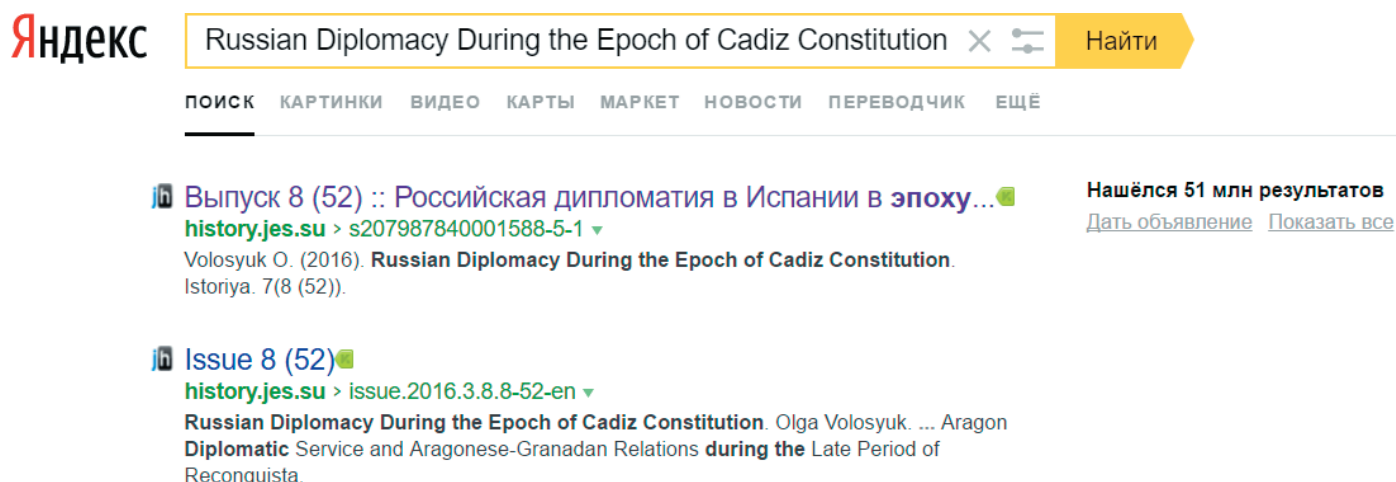 Яндекс
Russian Diplomacy During the Epoch of Cadiz Constitution
Найти
ПОИСК КАРТИНКИ ВИДЕО КАРТЫ МАРКЕТ НОВОСТИ ПЕРЕВОДЧИК ЕЩЁ
Выпуск 8 (52) :: Российская дипломатия в Испании в эпоху...
history.jes.su › s207987840001588-5-1
Volosyuk O. (2016). Russian Diplomacy During the Epoch of Cadiz Constitution.
Istoriya. 7(8 (52)).
Нашёлся 51 млн результатов
Дать объявление Показать все
Issue 8 (52)
history.jes.su › issue.2016.3.8.8-52-en
Russian Diplomacy During the Epoch of Cadiz Constitution. Olga Volosyuk. ... Aragon
Diplomatic Service and Aragonese-Granadan Relations during the Late Period of
Reconquista.